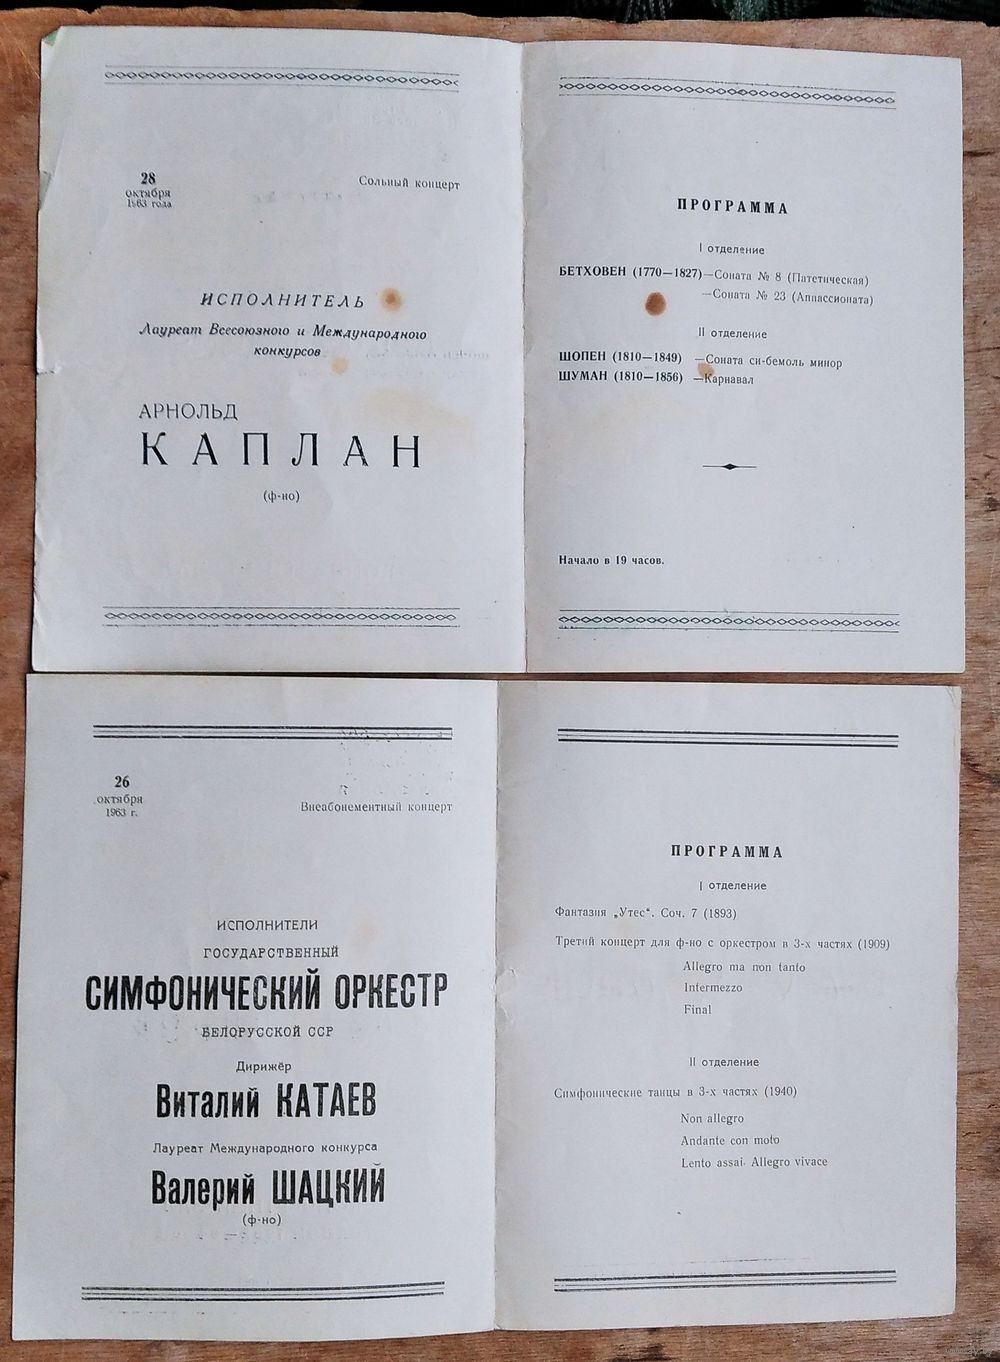 28
октября
1963 года
Сольный концерт
ИСПОЛНИТЕЛЬ
Лауреат Всесоюзного и Международного
конкурсов
АРНОЛЬД
КАПЛАН
(ф-но)
ПРОГРАММА
I отделение
БЕТХОВЕН (1770—1827)—Соната № 8 (Патетическая)
—Соната № 23 (Аппассионата)
II отделение
ШОПЕН (1810—1849) —Соната си-бемоль минор
ШУМАН (1810—1856) —Карнавал
Начало в 19 часов.
26
октября
1963 г.
Внеабонементный концерт
ИСПОЛНИТЕЛИ
ГОСУДАРСТВЕННЫЙ
СИМФОНИЧЕСКИЙ ОРКЕСТР
БЕЛОРУССКОЙ ССР
Дирижёр
Виталий КАТАЕВ
Лауреат Международного конкурса
Валерий ШАЦКИЙ
(ф-но)
ПРОГРАММА
I отделение
Фантазия „Утес“. Соч. 7 (1893)
Третий концерт для ф-но с оркестром в 3-х частях (1909)
Allegro ma non tanto
Intermezzo
Final
II отделение
Симфонические танцы в 3-х частях (1940)
Non allegro
Andante con moto
Lento assai. Allegro vivace